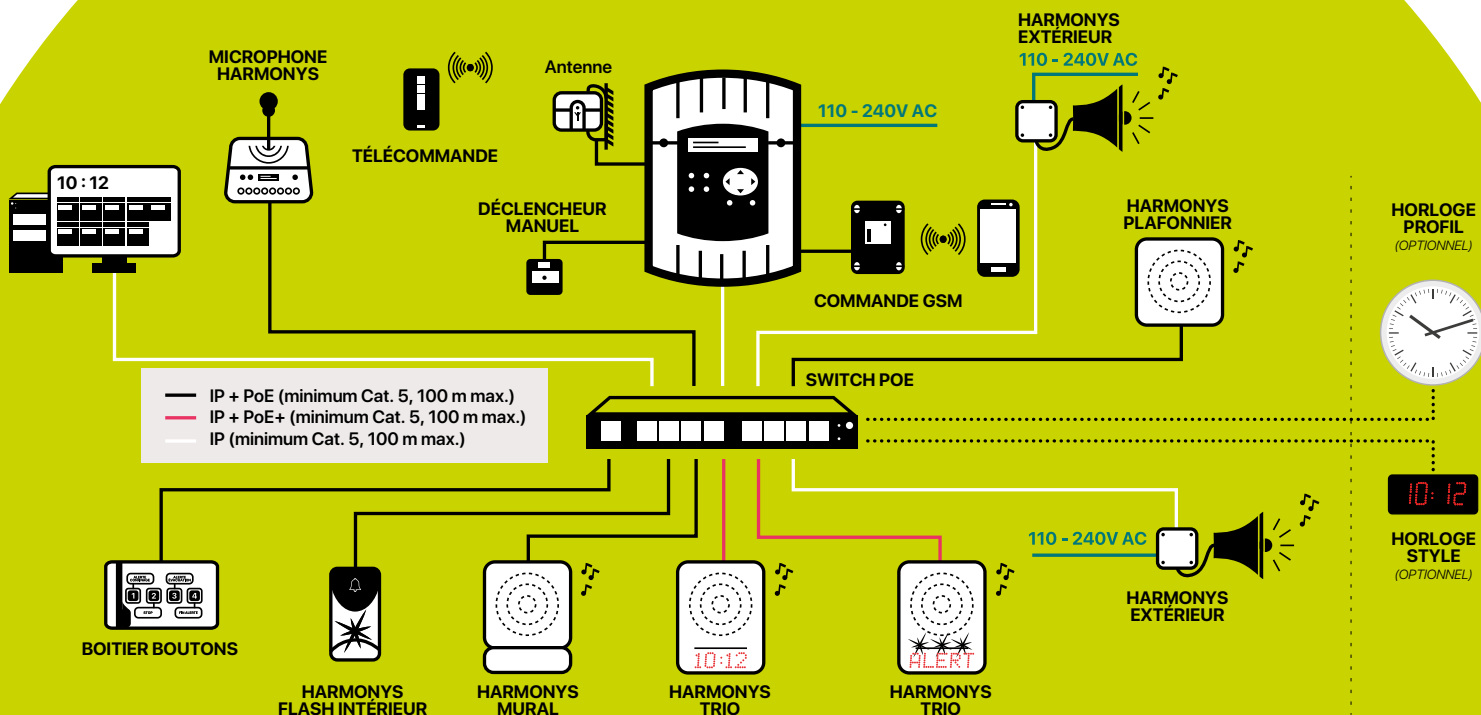 HARMONYS
EXTÉRIEUR
110 - 240V AC
MICROPHONE
HARMONYS
Antenne
110 - 240V AC
TÉLÉCOMMANDE
10:12
DÉCLENCHEUR
MANUEL
HARMONYS
PLAFONNIER
HORLOGE
PROFIL
(OPTIONNEL)
COMMANDE GSM
SWITCH POE
IP + PoE (minimum Cat. 5, 100 m max.)
IP + PoE+ (minimum Cat. 5, 100 m max.)
IP (minimum Cat. 5, 100 m max.)
10:12
HORLOGE
STYLE
(OPTIONNEL)
110 - 240V AC
HARMONYS
EXTÉRIEUR
1 2 3 4
STOP
BOITIER BOUTONS
HARMONYS
FLASH INTÉRIEUR
HARMONYS
MURAL
10:12
HARMONYS
TRIO
ALERT
HARMONYS
TRIO